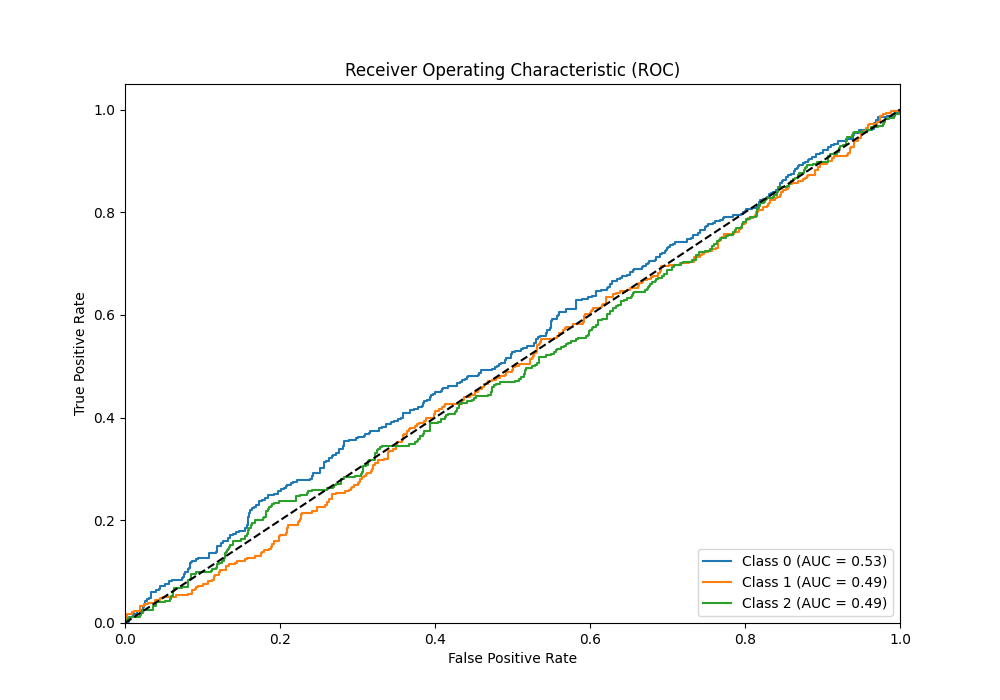 Receiver Operating Characteristic (ROC)
True Positive Rate
1.0
0.8
0.6
0.4
0.2
0.0
0.0 0.2 0.4 0.6 0.8 1.0
False Positive Rate
Class 0 (AUC = 0.53)
Class 1 (AUC = 0.49)
Class 2 (AUC = 0.49)